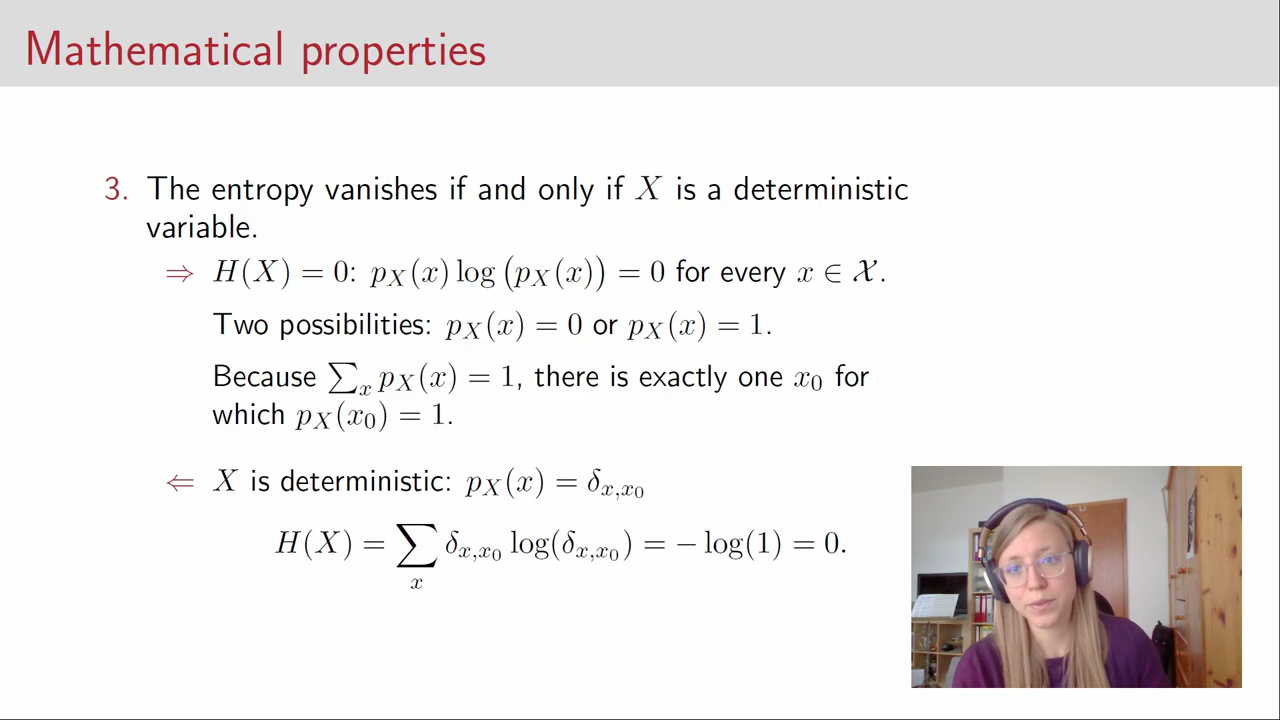 Mathematical properties
3. The entropy vanishes if and only if X is a deterministic
variable.
⇒ H(X) = 0: p_X(x) log (p_X(x)) = 0 for every x ∈ 𝒳.
Two possibilities: p_X(x) = 0 or p_X(x) = 1.
Because ∑_x p_X(x) = 1, there is exactly one x_0 for
which p_X(x_0) = 1.
⇐ X is deterministic: p_X(x) = δ_{x,x_0}
H(X) = ∑_x δ_{x,x_0} log(δ_{x,x_0}) = − log(1) = 0.